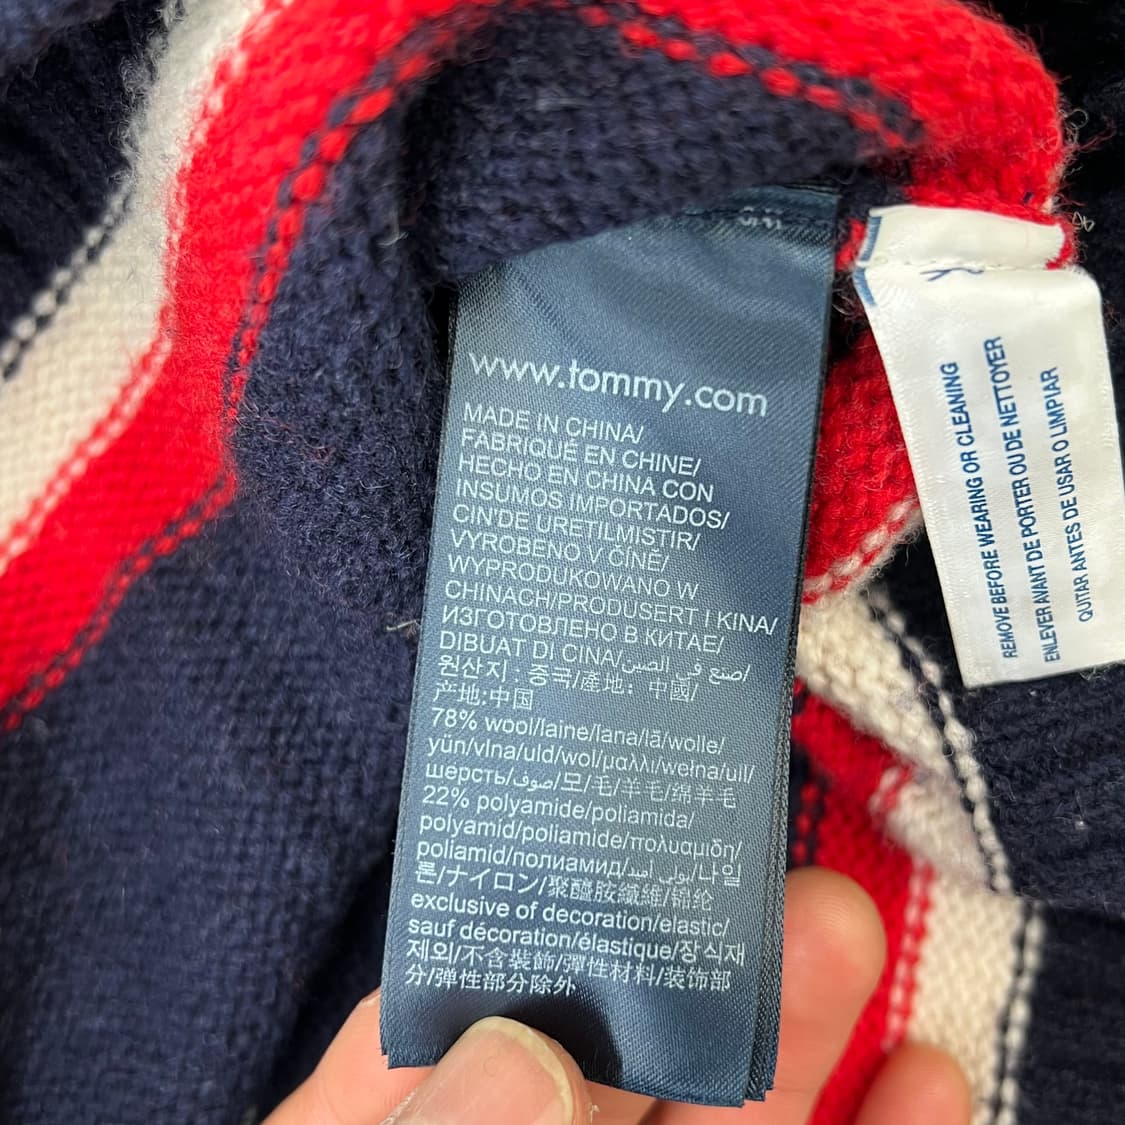 www.tommy.com
MADE IN CHINA/
FABRIQUÉ EN CHINE/
HECHO EN CHINA CON
INSUMOS IMPORTADOS/
CIN'DE URETILMISTIR/
VYROBENO V ČÍNĚ/
WYPRODUKOWANO W
CHINACH/PRODUSERT I KINA/
ИЗГОТОВЛЕНО В КИТАЕ/
DIBUAT DI CINA/صنع في الصين/
원산지 : 중국/產地: 中國/
产地:中国
78% wool/laine/lana/lã/wolle/
yün/vlna/uld/wol/μαλλι/wełna/ull/
шерсть/صوف/모/毛/羊毛/绵羊毛
22% polyamide/poliamida/
polyamid/poliamide/πολυαμιδη/
poliamid/полиамид/بولي أميد/나일
론/ナイロン/聚醯胺纖維/锦纶
exclusive of decoration/elastic/
sauf décoration/élastique/장식재
제외/不含裝飾/彈性材料/装饰部
分/弹性部分除外
REMOVE BEFORE WEARING OR CLEANING
ENLEVER AVANT DE PORTER OU DE NETTOYER
QUITAR ANTES DE USAR O LIMPIAR